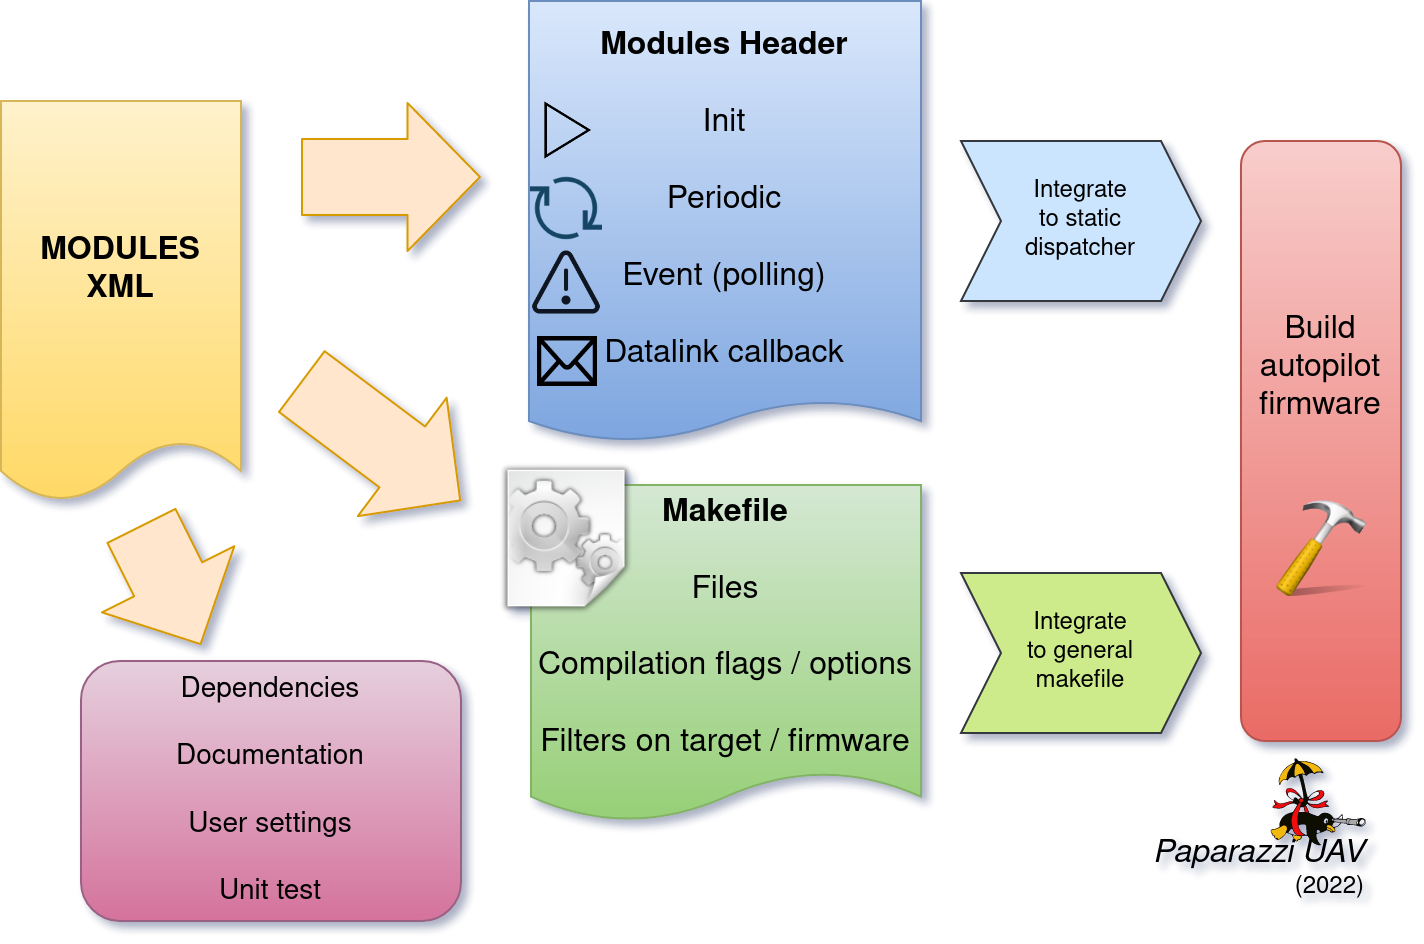 MODULES
XML
Modules Header
Init
Periodic
Event (polling)
Datalink callback
Integrate
to static
dispatcher
Build
autopilot
firmware
Makefile
Files
Compilation flags / options
Filters on target / firmware
Integrate
to general
makefile
Dependencies
Documentation
User settings
Unit test
Paparazzi UAV
(2022)